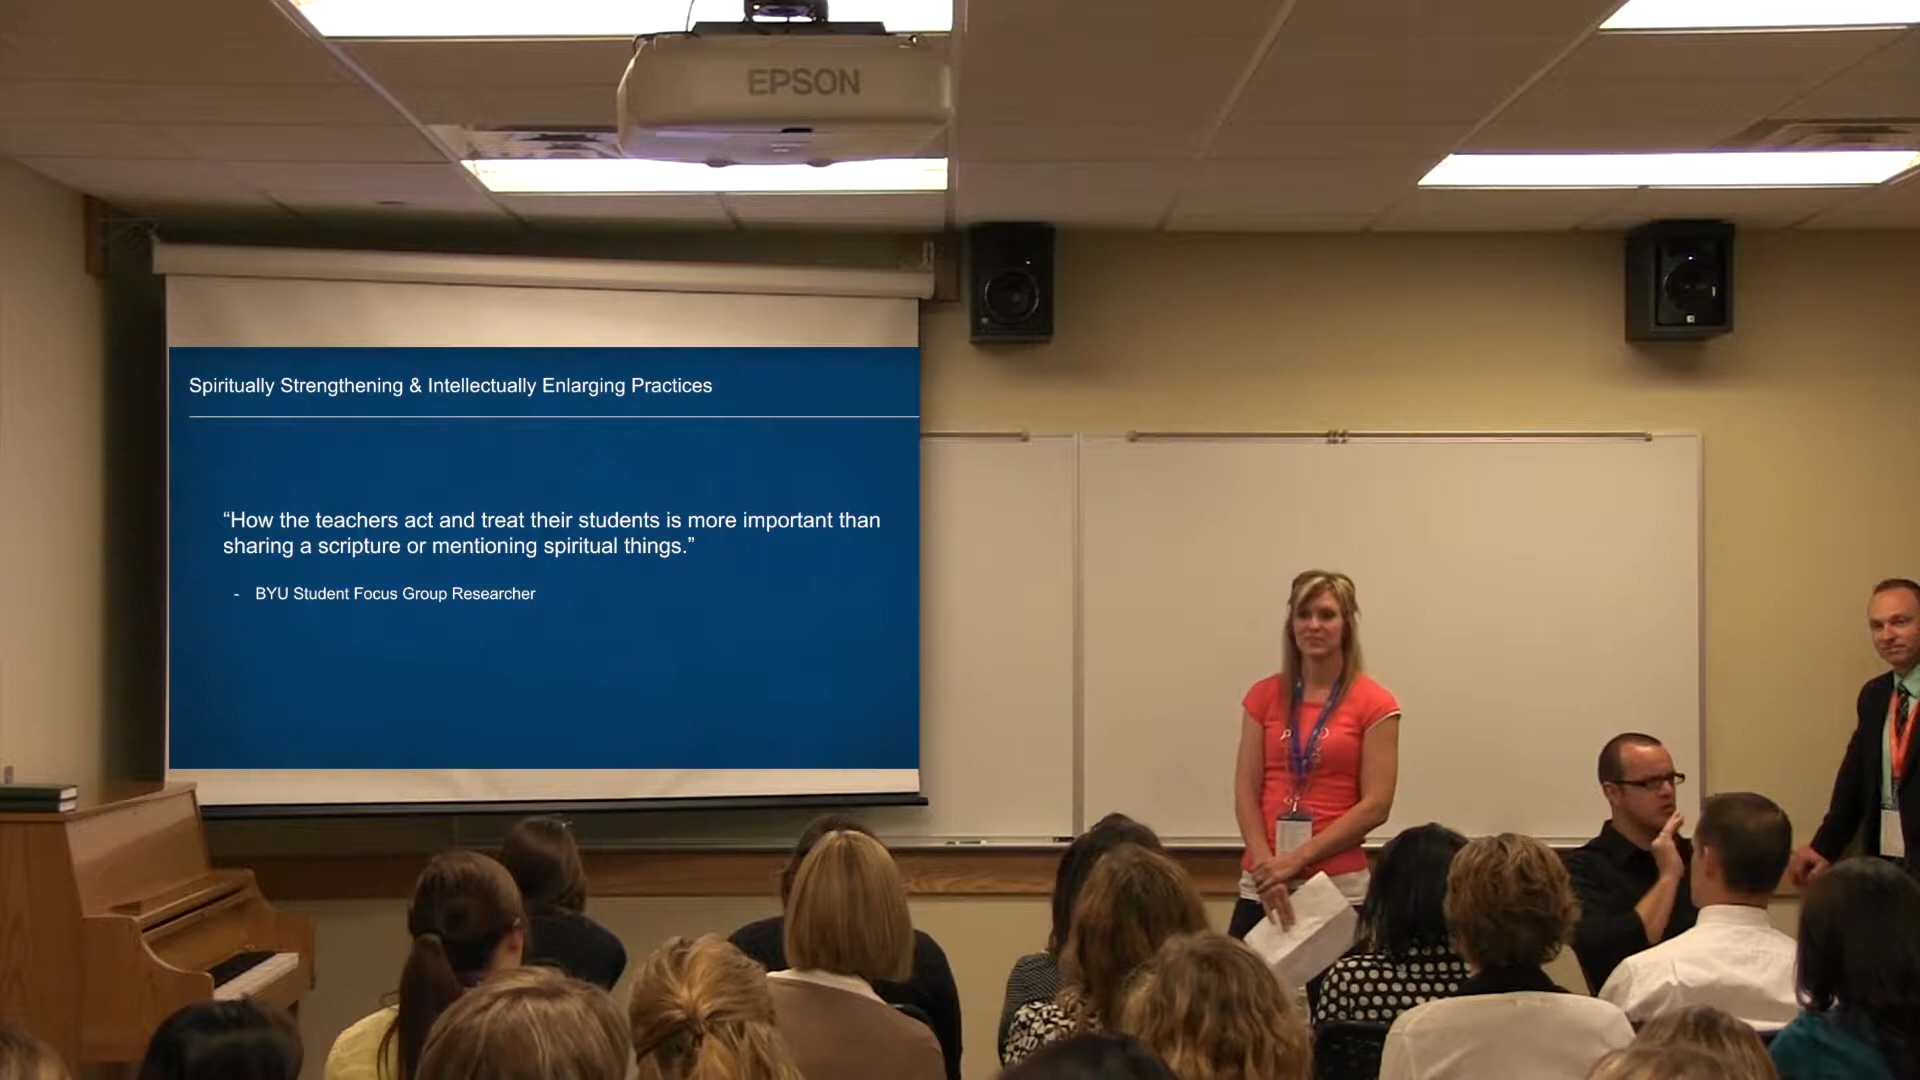 EPSON
Spiritually Strengthening & Intellectually Enlarging Practices
“How the teachers act and treat their students is more important than
sharing a scripture or mentioning spiritual things.”
- BYU Student Focus Group Researcher